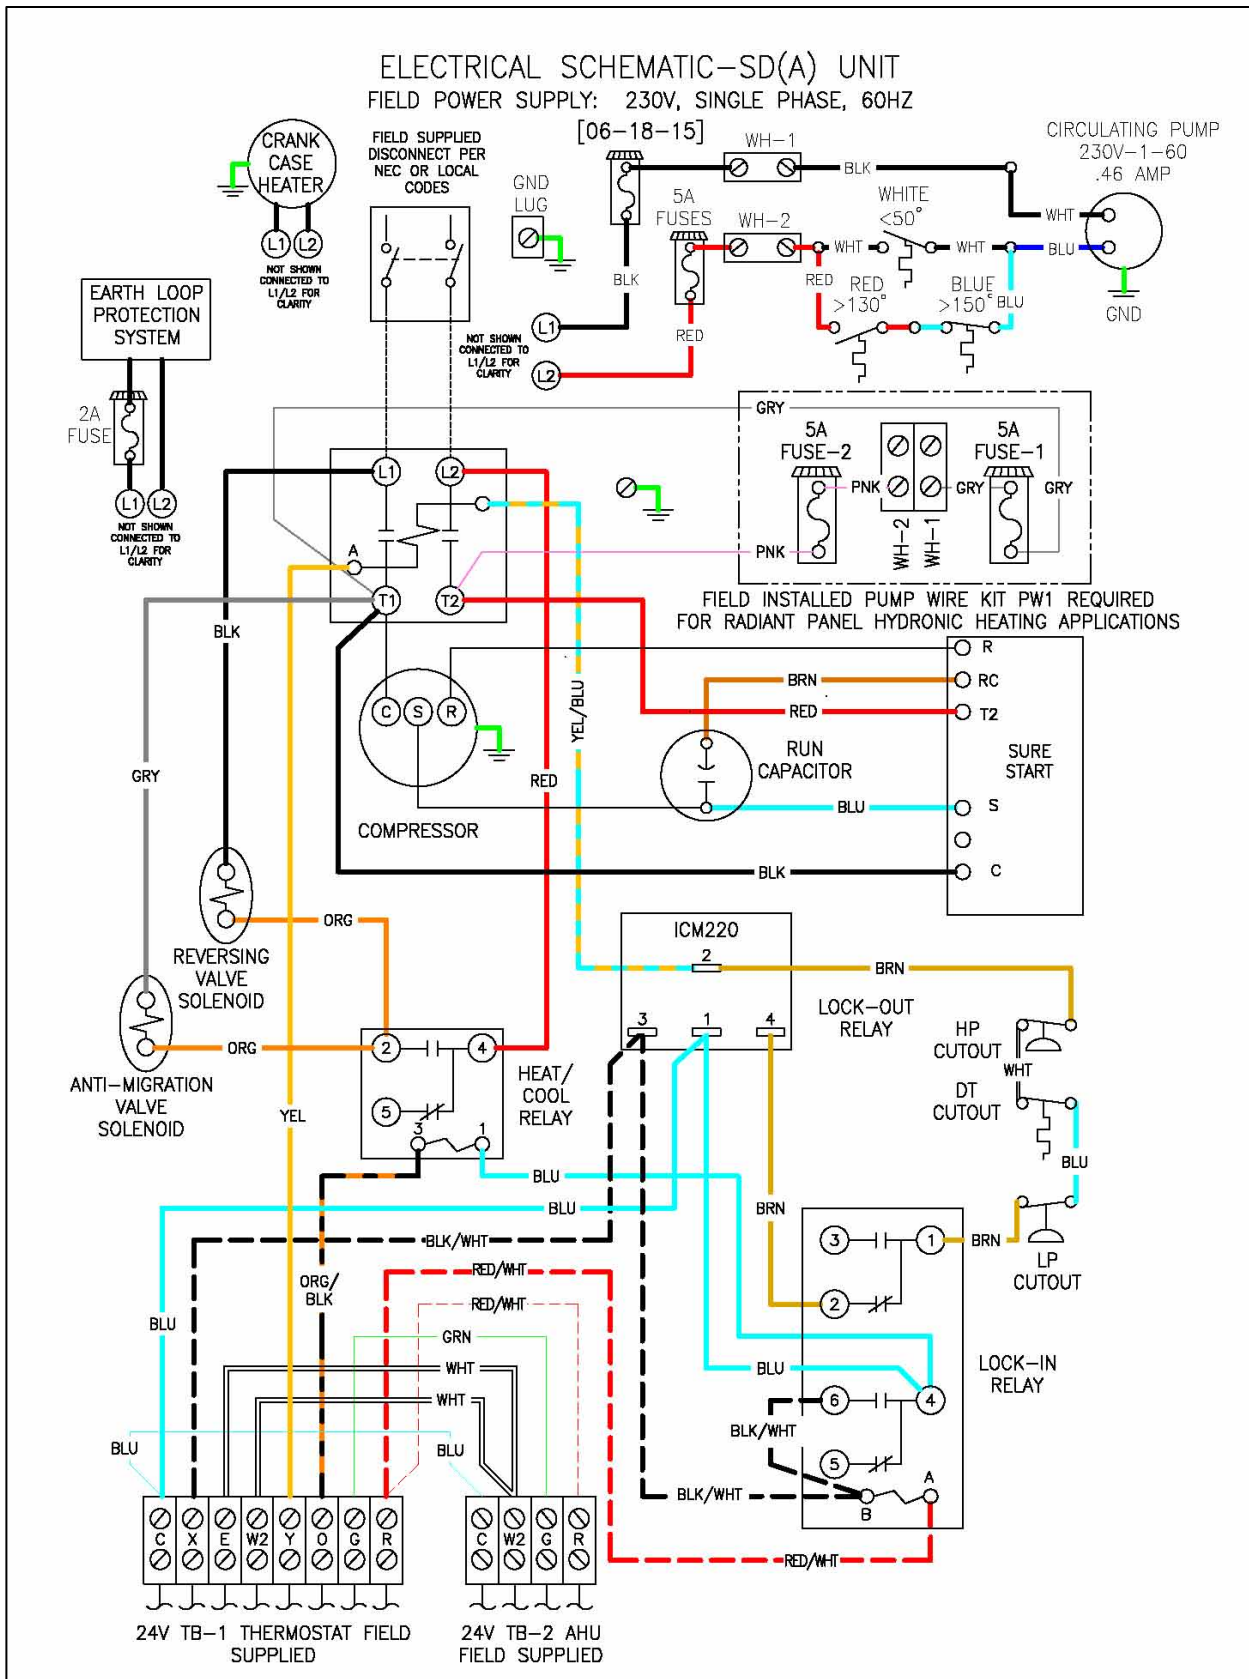 ELECTRICAL SCHEMATIC-SD(A) UNIT
FIELD POWER SUPPLY: 230V, SINGLE PHASE, 60HZ
[06-18-15]
CRANK
CASE
HEATER
L1
L2
NOT SHOWN
CONNECTED TO
L1/L2 FOR
CLARITY
FIELD SUPPLIED
DISCONNECT PER
NEC OR LOCAL
CODES
GND
LUG
5A
FUSES
WH-1
WH-2
BLK
BLK
RED
L1
L2
NOT SHOWN
CONNECTED TO
L1/L2 FOR
CLARITY
CIRCULATING PUMP
230V-1-60
.46 AMP
WHITE
<50°
WHT
WHT
WHT
BLU
RED
RED
>130°
BLUE
>150°
BLU
GND
EARTH LOOP
PROTECTION
SYSTEM
2A
FUSE
L1
L2
NOT SHOWN
CONNECTED TO
L1/L2 FOR
CLARITY
GRY
5A
FUSE-2
5A
FUSE-1
PNK
GRY
GRY
WH-2
WH-1
PNK
FIELD INSTALLED PUMP WIRE KIT PW1 REQUIRED
FOR RADIANT PANEL HYDRONIC HEATING APPLICATIONS
L1
L2
A
T1
T2
BLK
GRY
C
S
R
COMPRESSOR
YEL/BLU
RED
BRN
RED
RUN
CAPACITOR
BLU
BLK
R
RC
T2
SURE
START
S
C
ORG
REVERSING
VALVE
SOLENOID
ORG
ANTI-MIGRATION
VALVE
SOLENOID
YEL
2
4
5
3
1
HEAT/
COOL
RELAY
ICM220
2
3
1
4
BRN
LOCK-OUT
RELAY
HP
CUTOUT
WHT
DT
CUTOUT
BLU
LP
CUTOUT
BLU
BLU
BRN
BRN
BLK/WHT
RED/WHT
ORG/
BLK
BLU
RED/WHT
GRN
WHT
WHT
BLU
BLU
3
1
2
BLU
6
4
LOCK-IN
RELAY
BLK/WHT
5
A
B
BLK/WHT
RED/WHT
C
X
E
W2
Y
O
G
R
C
W2
G
R
24V TB-1 THERMOSTAT FIELD
SUPPLIED
24V TB-2 AHU
FIELD SUPPLIED